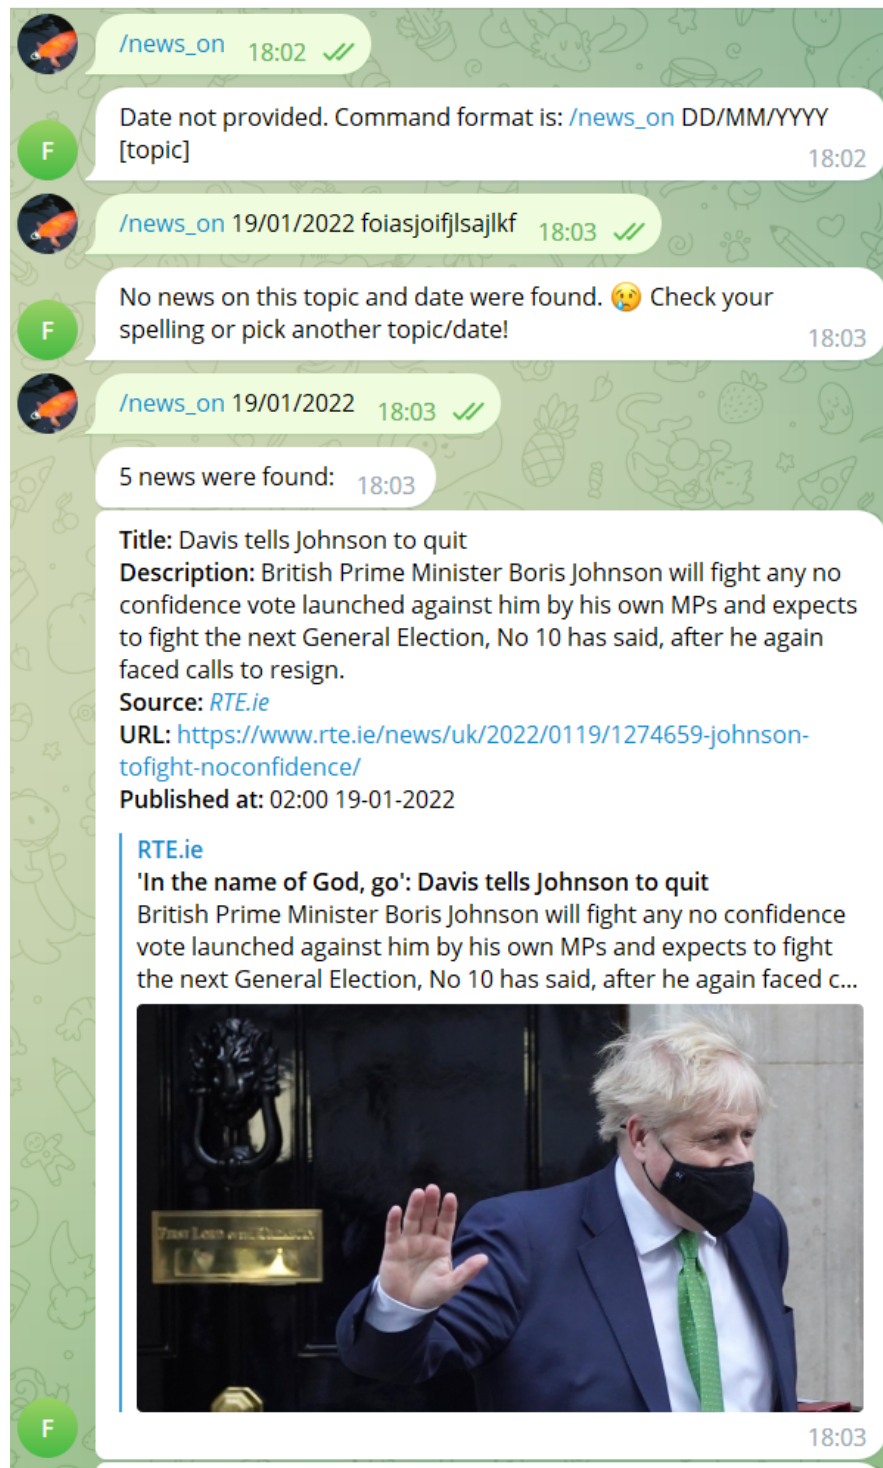 /news_on 18:02
Date not provided. Command format is: /news_on DD/MM/YYYY
[topic]
18:02
F
/news_on 19/01/2022 foiasjoifjlsajlkf 18:03
No news on this topic and date were found. 😢 Check your
spelling or pick another topic/date!
18:03
F
/news_on 19/01/2022 18:03
5 news were found: 18:03
Title: Davis tells Johnson to quit
Description: British Prime Minister Boris Johnson will fight any no
confidence vote launched against him by his own MPs and expects
to fight the next General Election, No 10 has said, after he again
faced calls to resign.
Source: RTE.ie
URL: https://www.rte.ie/news/uk/2022/0119/1274659-johnson-
tofight-noconfidence/
Published at: 02:00 19-01-2022
RTE.ie
'In the name of God, go': Davis tells Johnson to quit
British Prime Minister Boris Johnson will fight any no confidence
vote launched against him by his own MPs and expects to fight
the next General Election, No 10 has said, after he again faced c...
First Lord of the Treasury
F
18:03